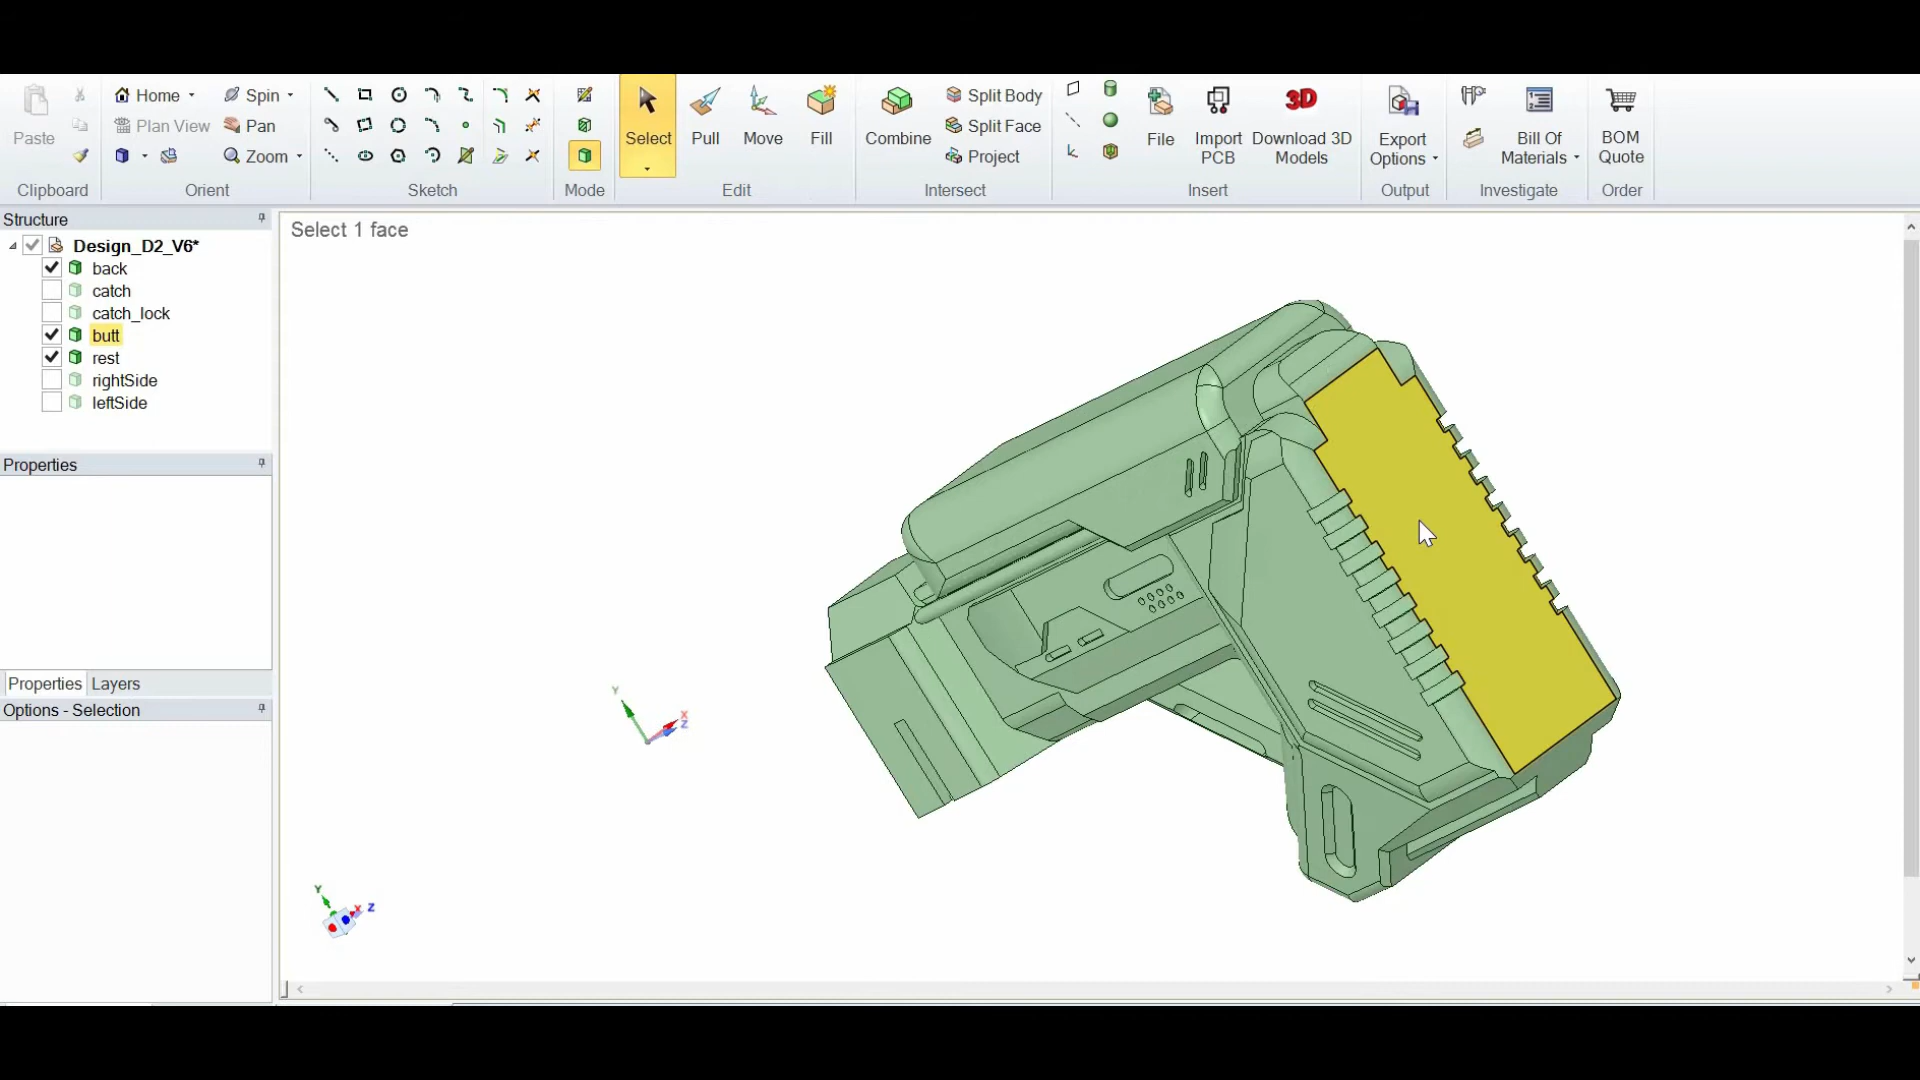 Paste
Clipboard
Home
Spin
Plan View
Pan
Zoom
Orient
Sketch
Mode
Select
Pull
Move
Fill
Edit
Combine
Split Body
Split Face
Project
Intersect
File
Import
PCB
3D
Download 3D
Models
Insert
Export
Options
Output
Bill Of
Materials
Investigate
BOM
Quote
Order
Structure
Design_D2_V6*
back
catch
catch_lock
butt
rest
rightSide
leftSide
Properties
Properties
Layers
Options - Selection
Select 1 face
Y
X
Z
Y
X
Z